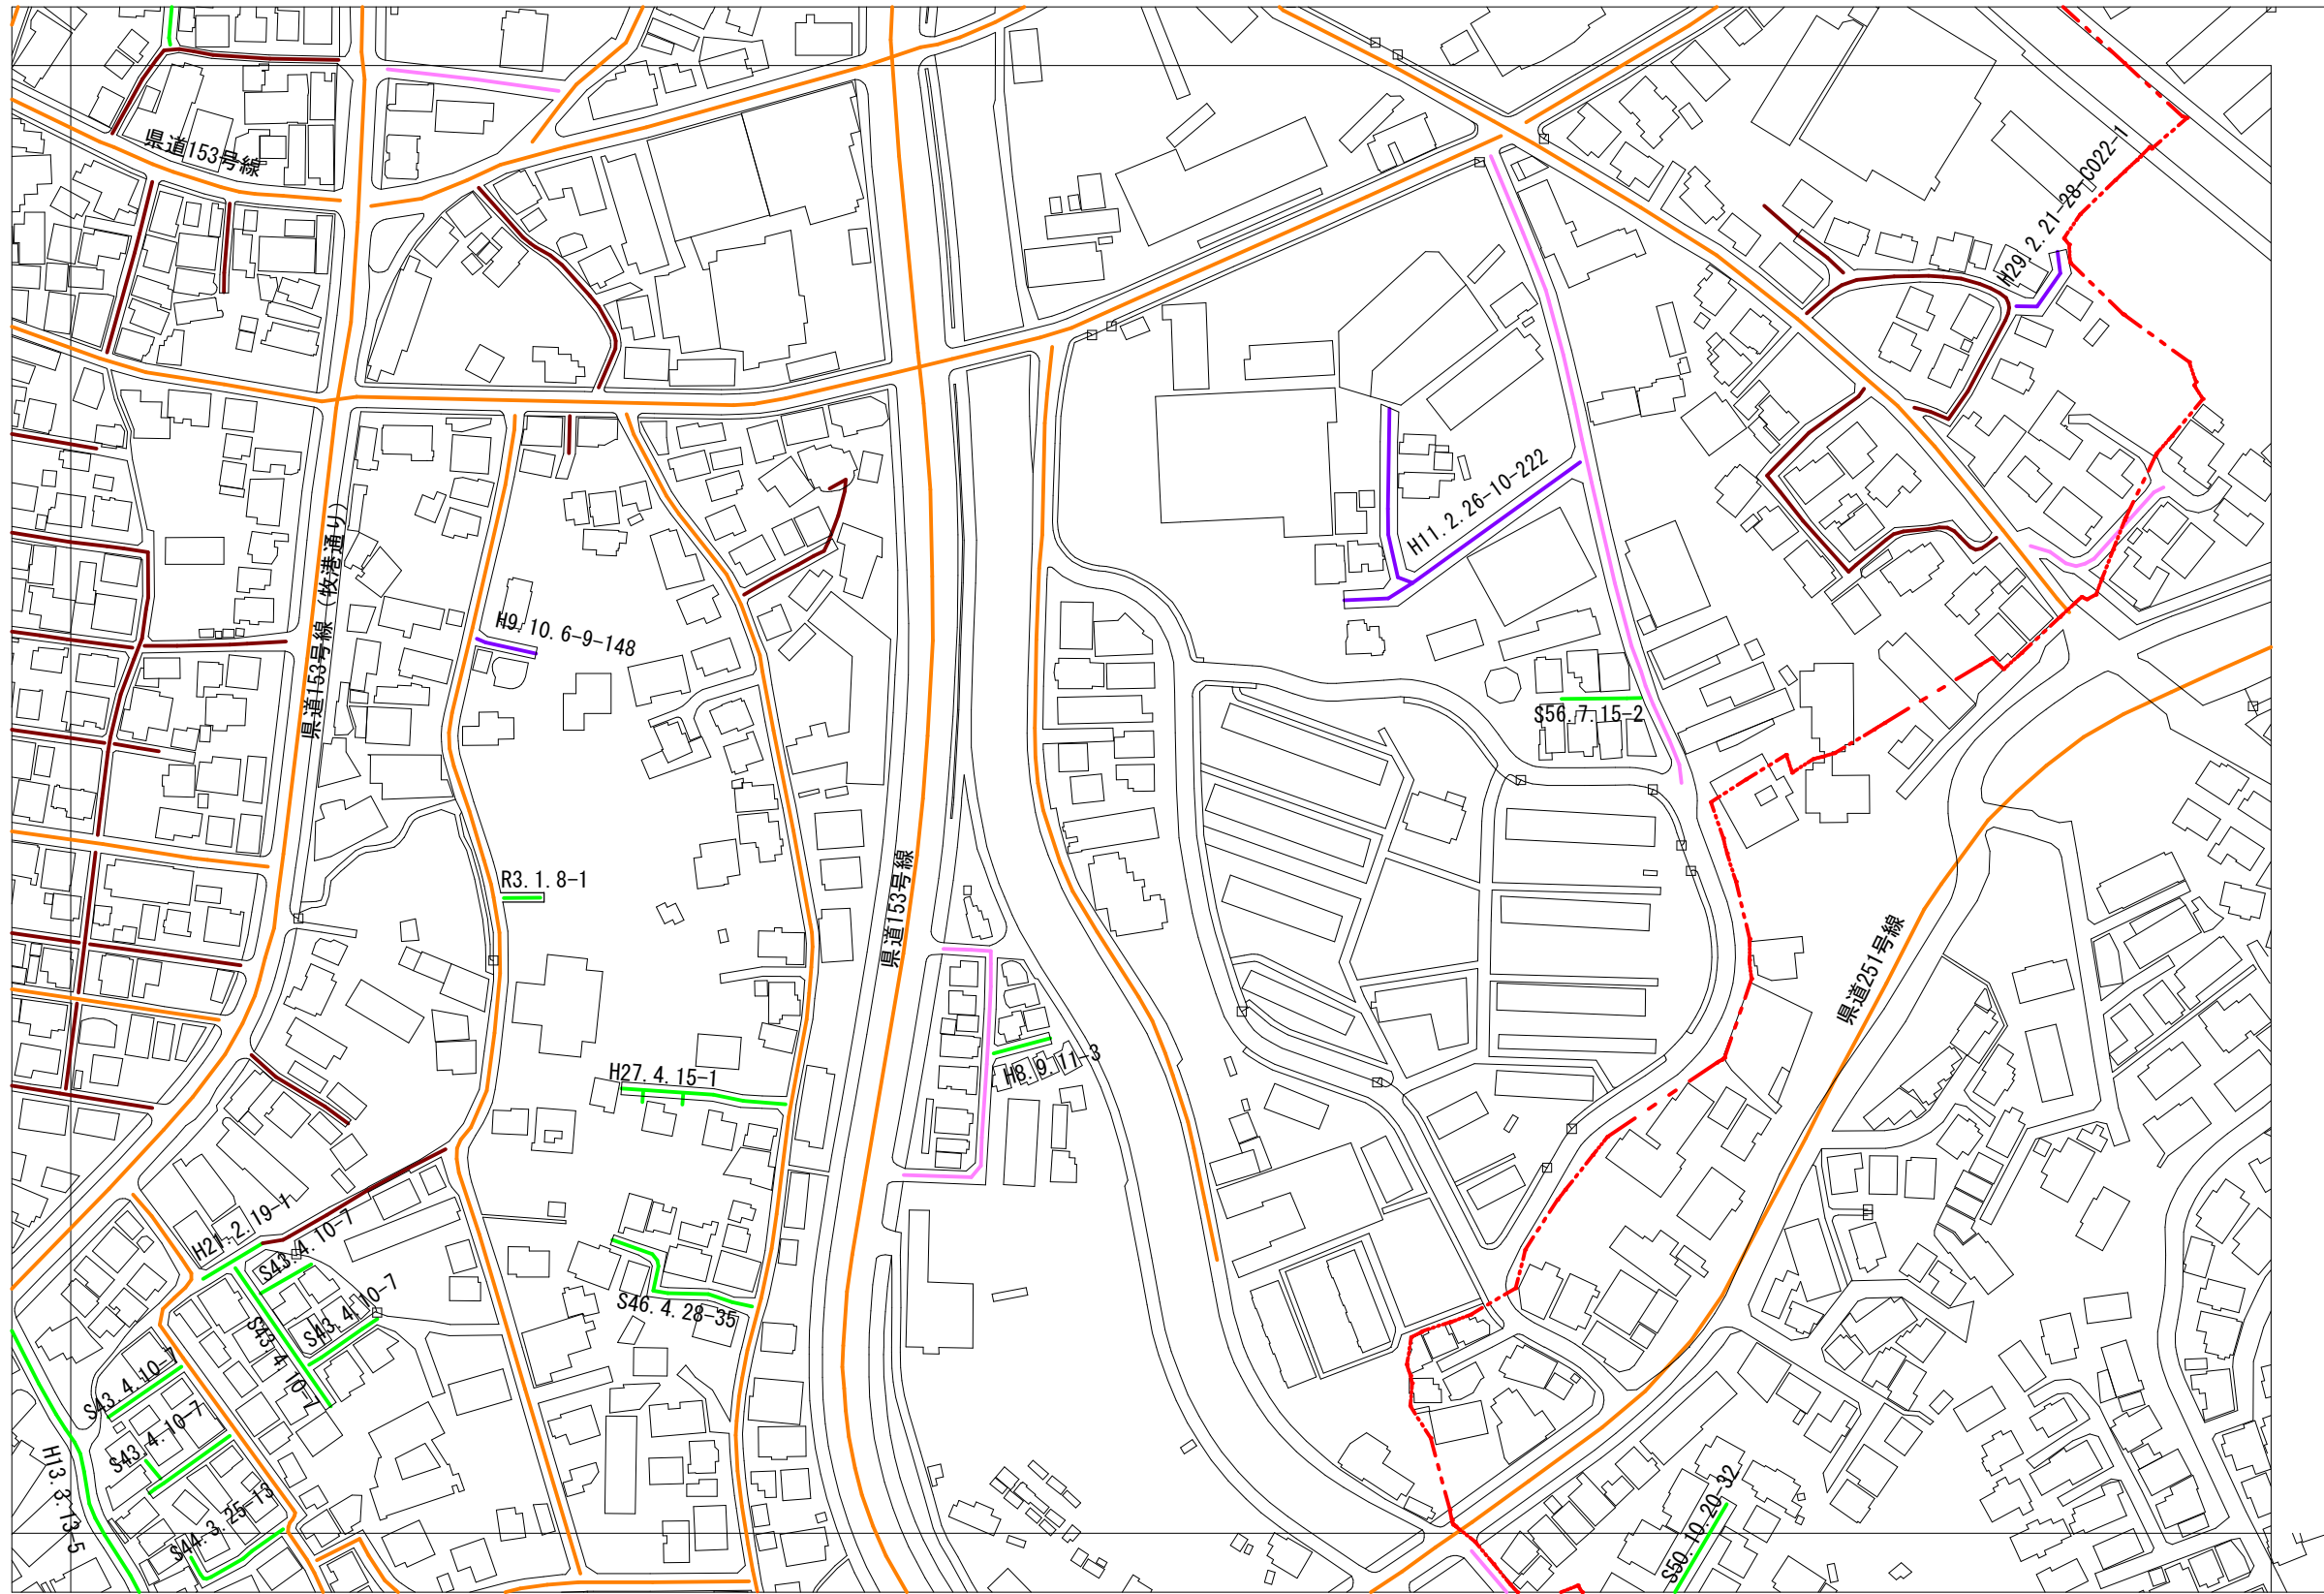 県道153号線
H29.2.21-28-C022-1
H11.2.26-10-222
県道153号線（牧港通り）
H9.10.6-9-148
S56.7.15-2
県道153号線
R3.1.8-1
県道251号線
H27.4.15-1
H8.9.11-3
H21.2.19-1
S43.4.10-7
S43.4.10-7
S43.4.10-7
S46.4.28-35
S43.4.10-7
S43.4.10-7
H13.3.13-5
S44.3.25-13
S50.10.20-32